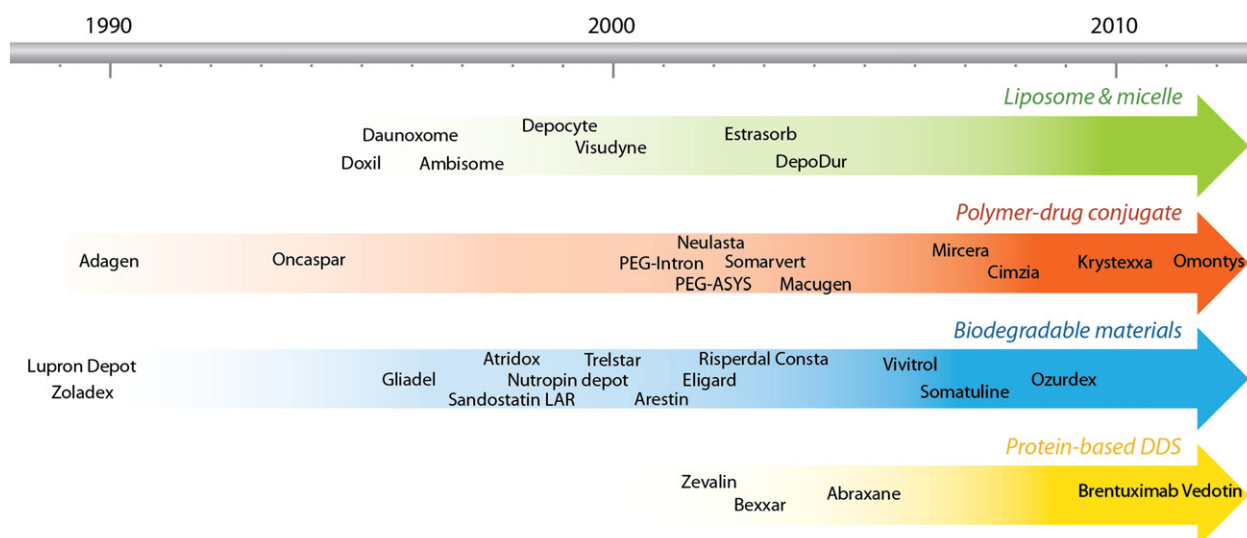 1990 2000 2010
Liposome & micelle
Depocyte
Daunoxome Estrasorb
Visudyne
Doxil Ambisome DepoDur
Polymer-drug conjugate
Neulasta
Mircera
Adagen Oncaspar PEG-Intron Somarvert Krystexxa Omontys
Cimzia
PEG-ASYS Macugen
Biodegradable materials
Atridox Trelstar Risperdal Consta
Lupron Depot Vivitrol
Gliadel Nutropin depot Eligard Ozurdex
Zoladex Somatuline
Sandostatin LAR Arestin
Protein-based DDS
Zevalin
Abraxane Brentuximab Vedotin
Bexxar